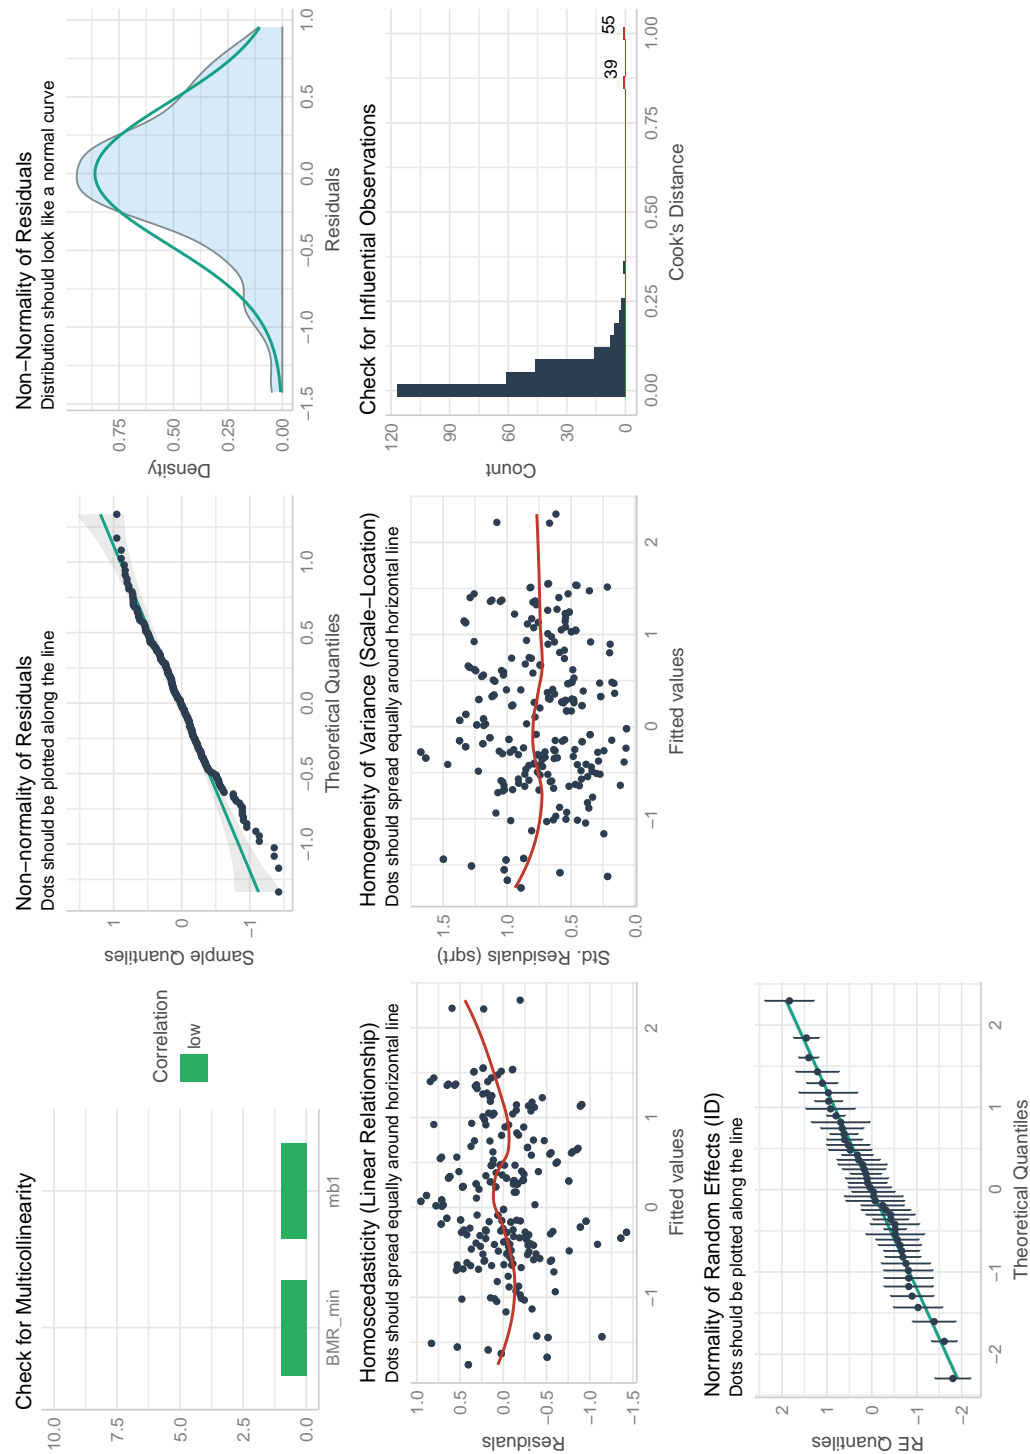 Check for Multicollinearity
10.0
7.5
5.0
2.5
0.0
BMR_min
mb1
Correlation
low
Non−normality of Residuals
Dots should be plotted along the line
Sample Quantiles
1
0
−1
−1.0
−0.5
0.0
0.5
1.0
Theoretical Quantiles
Non−Normality of Residuals
Distribution should look like a normal curve
Density
0.75
0.50
0.25
0.00
−1.5
−1.0
−0.5
0.0
0.5
1.0
Residuals
Homoscedasticity (Linear Relationship)
Dots should spread equally around horizontal line
Residuals
1.0
0.5
0.0
−0.5
−1.0
−1.5
−1
0
1
2
Fitted values
Homogeneity of Variance (Scale−Location)
Dots should spread equally around horizontal line
Std. Residuals (sqrt)
1.5
1.0
0.5
0.0
−1
0
1
2
Fitted values
Check for Influential Observations
Count
120
90
60
30
0
39
55
0.00
0.25
0.50
0.75
1.00
Cook's Distance
Normality of Random Effects (ID)
Dots should be plotted along the line
RE Quantiles
2
1
0
−1
−2
−2
−1
0
1
2
Theoretical Quantiles